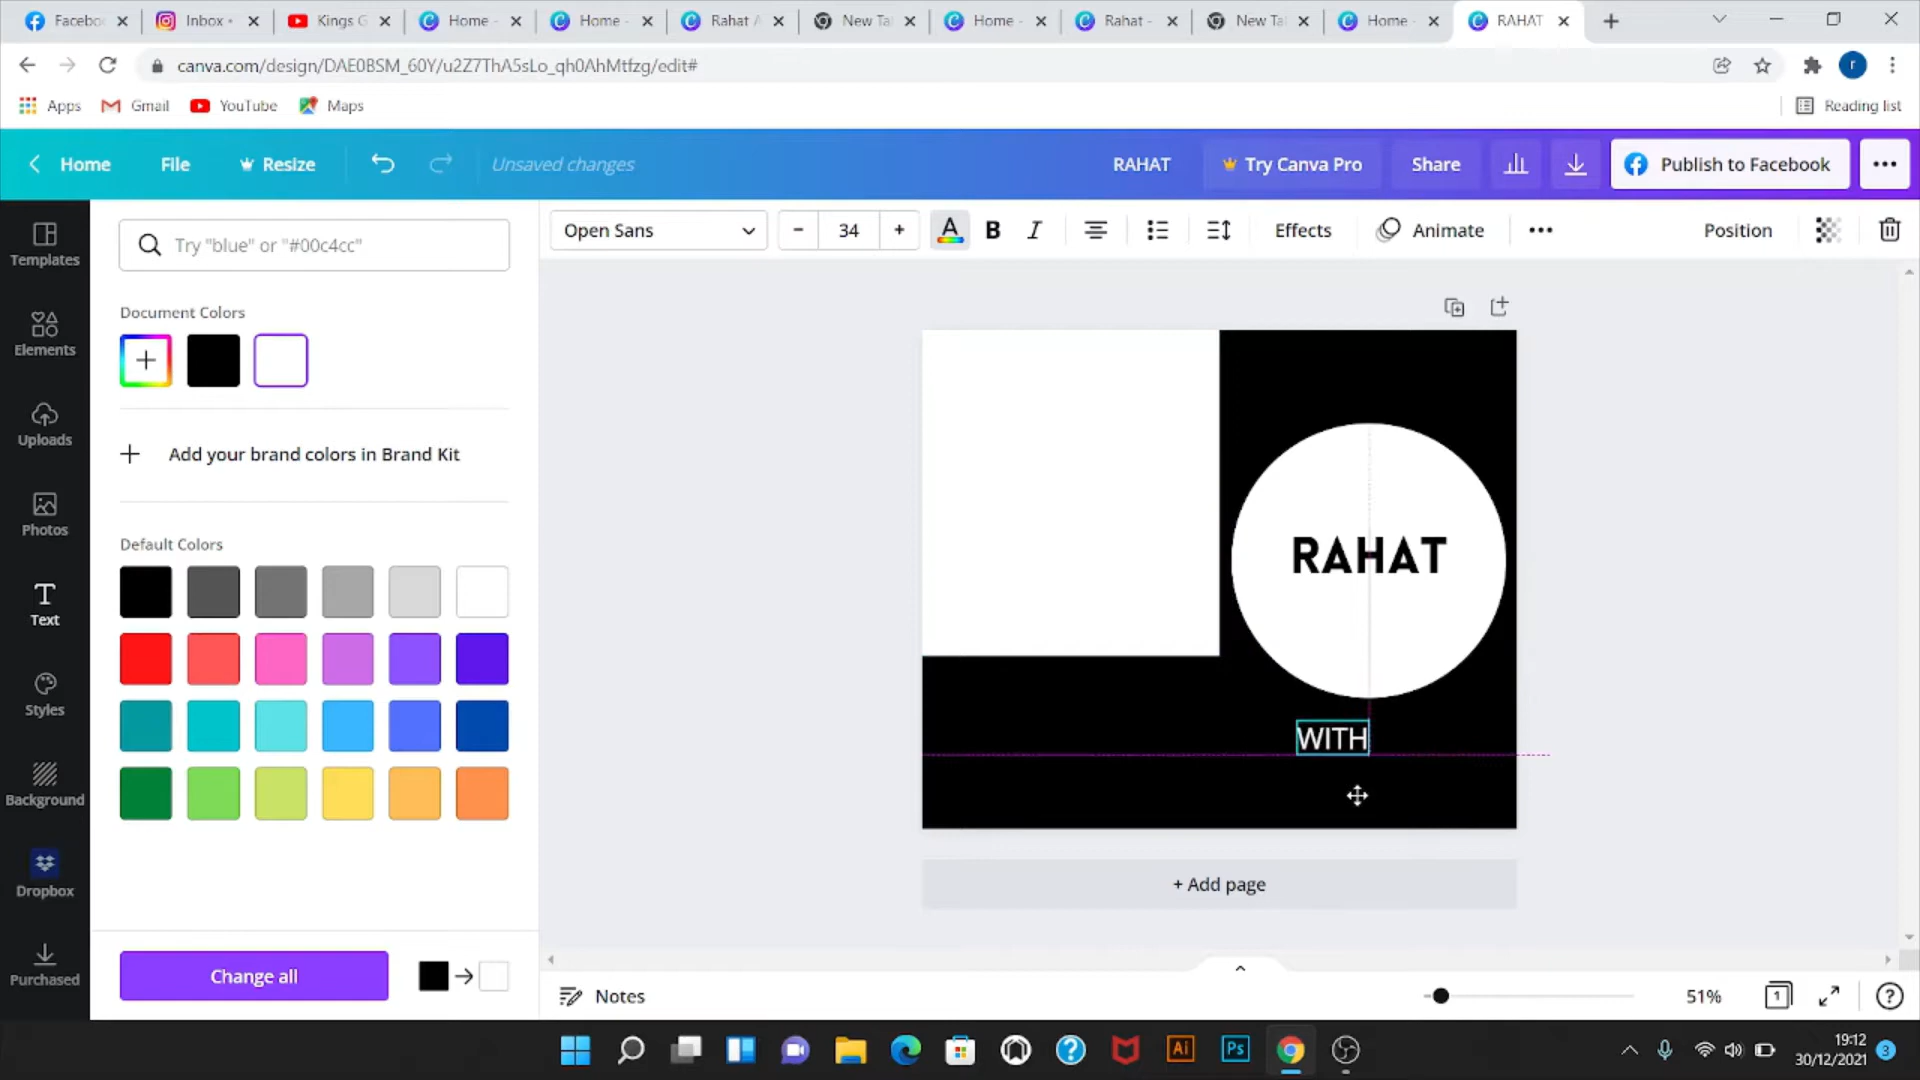 Facebo
Inbox •
Kings G
Home -
Home -
Rahat A
New Ta
Home -
Rahat -
New Ta
Home -
RAHAT
canva.com/design/DAE0BSM_60Y/u2Z7ThA5sLo_qh0AhMtfzg/edit#
r
Apps
Gmail
YouTube
Maps
Reading list
Home
File
Resize
Unsaved changes
RAHAT
Try Canva Pro
Share
Publish to Facebook
Templates
Elements
Uploads
Photos
Text
Styles
Background
Dropbox
Purchased
Try "blue" or "#00c4cc"
Document Colors
Add your brand colors in Brand Kit
Default Colors
Change all
Open Sans
34
A
B
I
Effects
Animate
Position
RAHAT
WITH
+ Add page
Notes
51%
1
?
Ai
Ps
19:12
30/12/2021
3